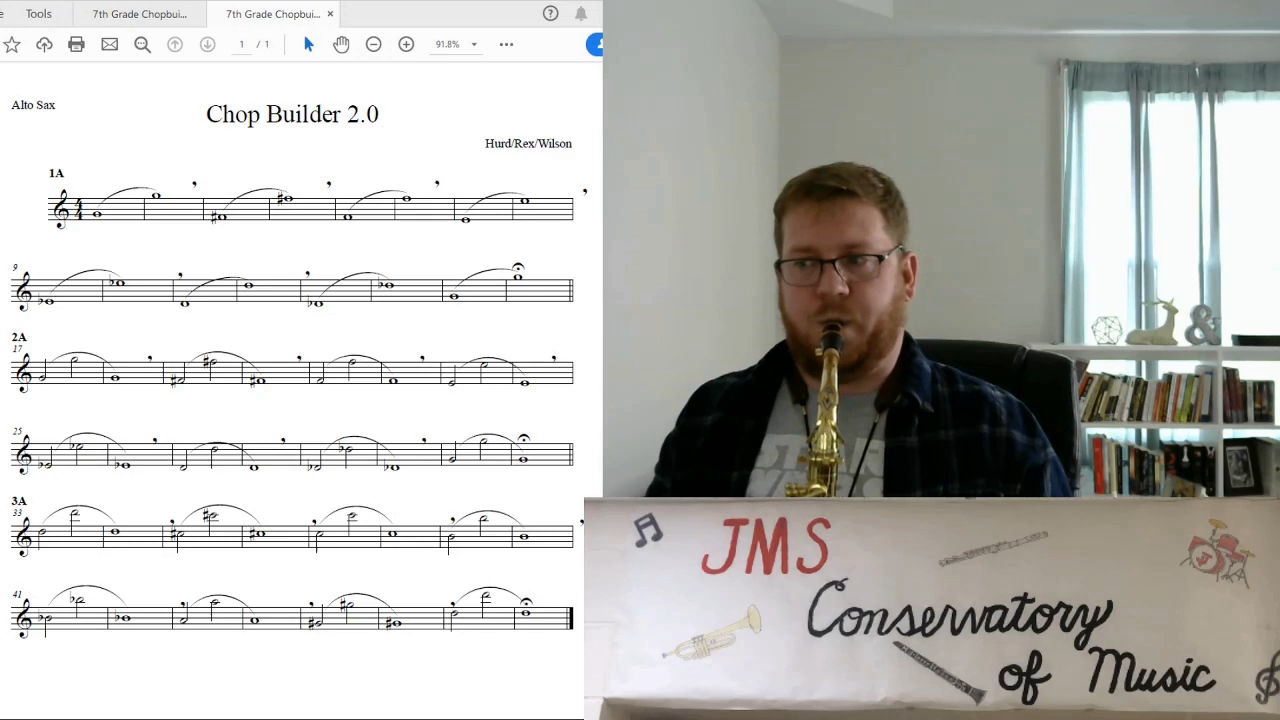 Tools
7th Grade Chopbui...
7th Grade Chopbui... ×
1 / 1
91.8%
Alto Sax
Chop Builder 2.0
Hurd/Rex/Wilson
1A
9
2A
17
25
3A
33
41
JMS
Conservatory
of Music